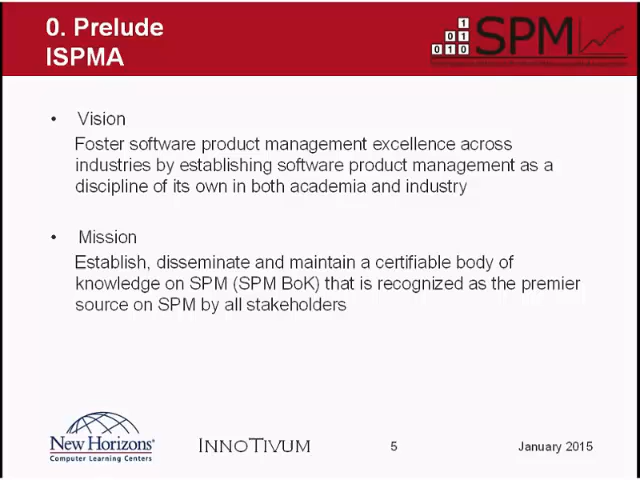 0. Prelude
ISPMA
1
01
010
SPM
• Vision
Foster software product management excellence across
industries by establishing software product management as a
discipline of its own in both academia and industry
• Mission
Establish, disseminate and maintain a certifiable body of
knowledge on SPM (SPM BoK) that is recognized as the premier
source on SPM by all stakeholders
New Horizons®
Computer Learning Centers
INNOTIVUM
5
January 2015